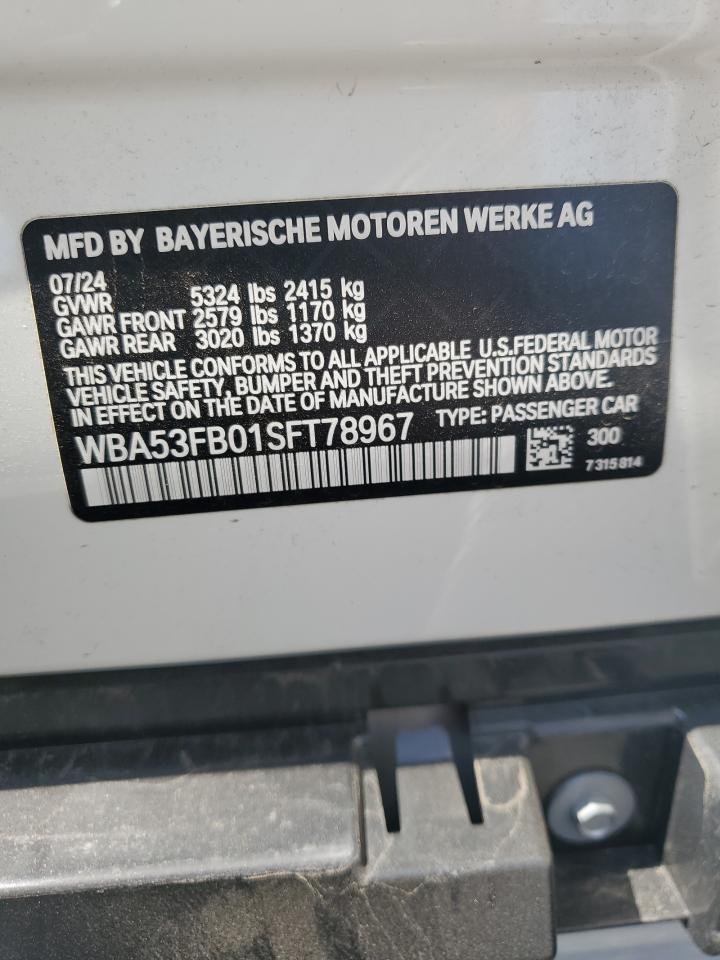 MFD BY BAYERISCHE MOTOREN WERKE AG
07/24
GVWR 5324 lbs 2415 kg
GAWR FRONT 2579 lbs 1170 kg
GAWR REAR 3020 lbs 1370 kg
THIS VEHICLE CONFORMS TO ALL APPLICABLE U.S.FEDERAL MOTOR
VEHICLE SAFETY, BUMPER AND THEFT PREVENTION STANDARDS
IN EFFECT ON THE DATE OF MANUFACTURE SHOWN ABOVE.
WBA53FB01SFT78967 TYPE: PASSENGER CAR
300
7315814